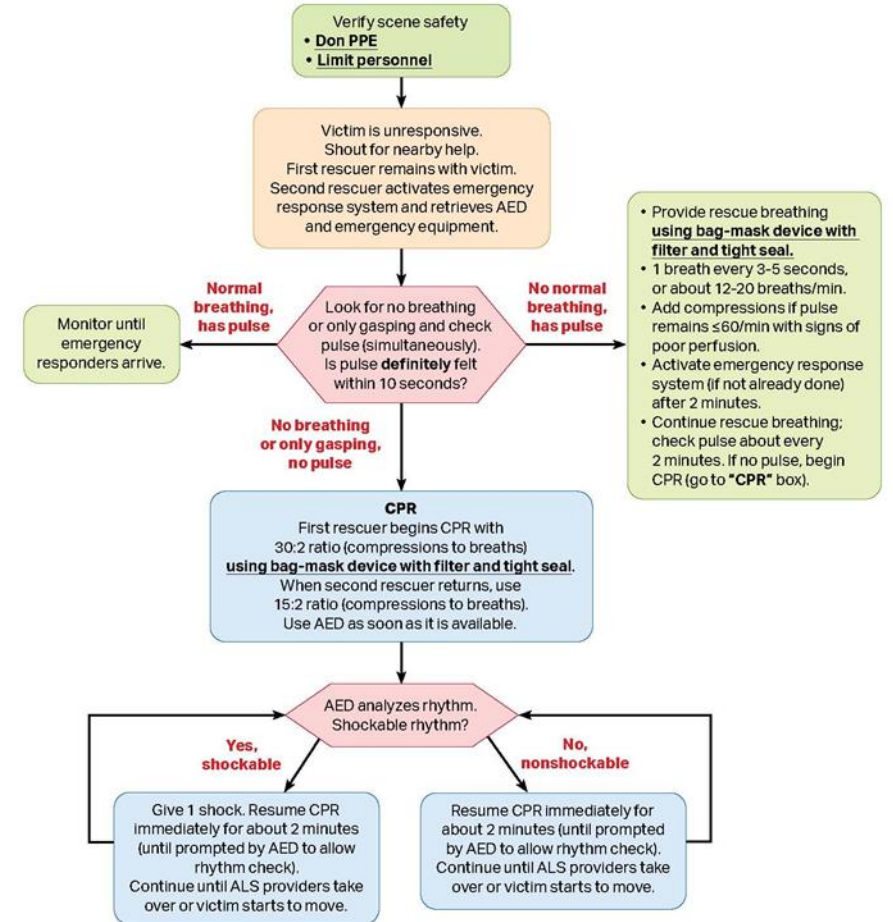 Verify scene safety
• Don PPE
• Limit personnel
Victim is unresponsive.
Shout for nearby help.
First rescuer remains with victim.
Second rescuer activates emergency
response system and retrieves AED
and emergency equipment.
Normal
breathing,
has pulse
Monitor until
emergency
responders arrive.
Look for no breathing
or only gasping and check
pulse (simultaneously).
Is pulse definitely felt
within 10 seconds?
No normal
breathing,
has pulse
• Provide rescue breathing
using bag-mask device with
filter and tight seal.
• 1 breath every 3-5 seconds,
or about 12-20 breaths/min.
• Add compressions if pulse
remains ≤60/min with signs of
poor perfusion.
• Activate emergency response
system (if not already done)
after 2 minutes.
• Continue rescue breathing;
check pulse about every
2 minutes. If no pulse, begin
CPR (go to "CPR" box).
No breathing
or only gasping,
no pulse
CPR
First rescuer begins CPR with
30:2 ratio (compressions to breaths)
using bag-mask device with filter and tight seal.
When second rescuer returns, use
15:2 ratio (compressions to breaths).
Use AED as soon as it is available.
AED analyzes rhythm.
Shockable rhythm?
Yes,
shockable
No,
nonshockable
Give 1 shock. Resume CPR
immediately for about 2 minutes
(until prompted by AED to allow
rhythm check).
Continue until ALS providers take
over or victim starts to move.
Resume CPR immediately for
about 2 minutes (until prompted
by AED to allow rhythm check).
Continue until ALS providers take
over or victim starts to move.